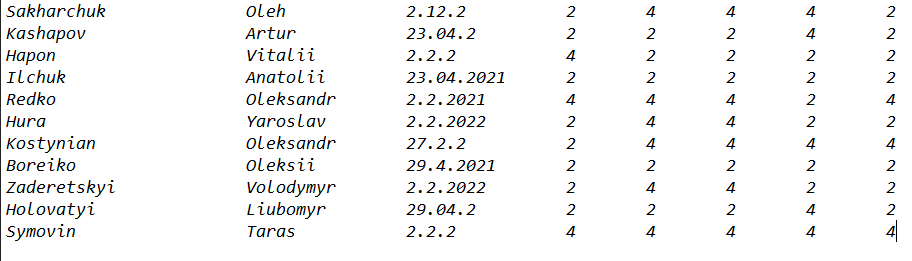 Sakharchuk Oleh 2.12.2 2 4 4 4 2
Kashapov Artur 23.04.2 2 2 2 4 2
Hapon Vitalii 2.2.2 4 2 2 2 2
Ilchuk Anatolii 23.04.2021 2 2 2 2 2
Redko Oleksandr 2.2.2021 4 4 4 2 4
Hura Yaroslav 2.2.2022 2 4 4 2 2
Kostynian Oleksandr 27.2.2 2 4 4 4 4
Boreiko Oleksii 29.4.2021 2 2 2 2 2
Zaderetskyi Volodymyr 2.2.2022 2 4 4 2 2
Holovatyi Liubomyr 29.04.2 2 2 2 4 2
Symovin Taras 2.2.2 4 4 4 4 4